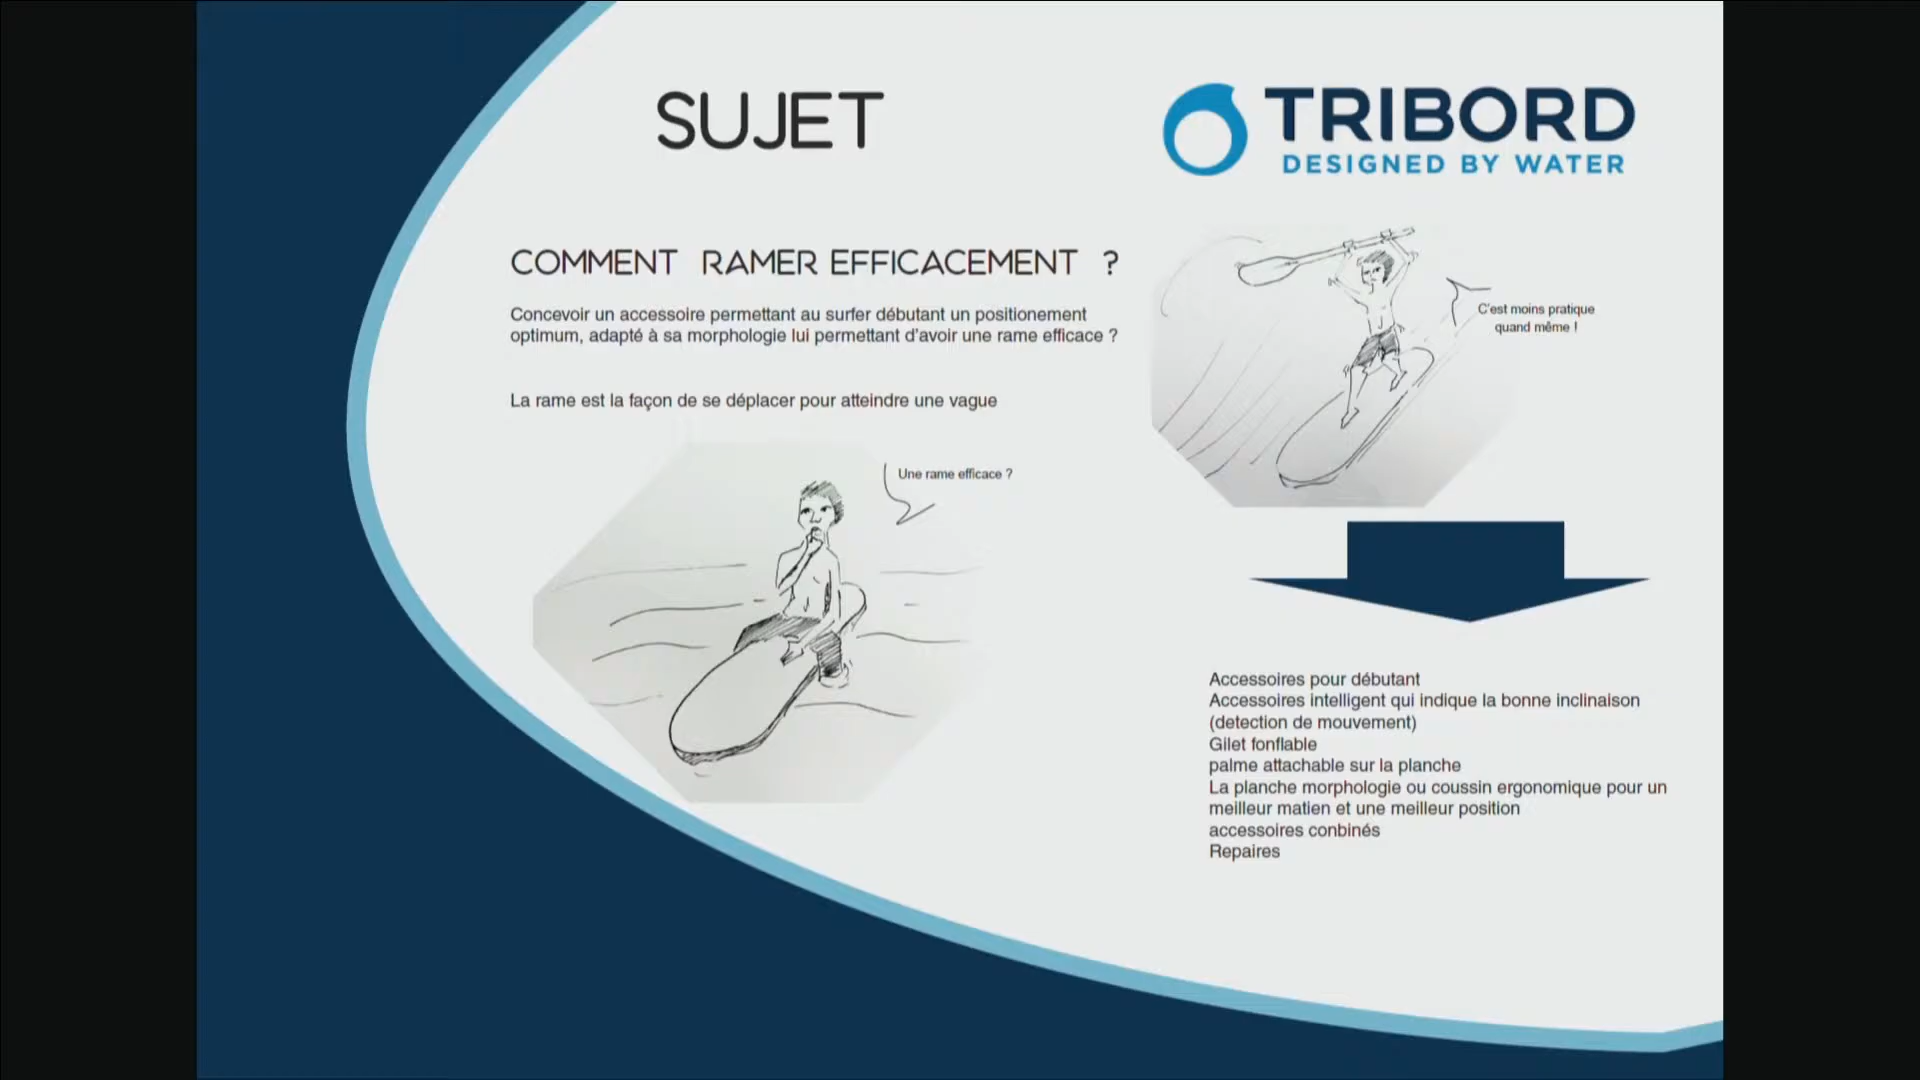 SUJET
TRIBORD
DESIGNED BY WATER
COMMENT RAMER EFFICACEMENT ?
Concevoir un accessoire permettant au surfer débutant un positionement
optimum, adapté à sa morphologie lui permettant d'avoir une rame efficace ?
La rame est la façon de se déplacer pour atteindre une vague
Une rame efficace ?
C'est moins pratique
quand même !
Accessoires pour débutant
Accessoires intelligent qui indique la bonne inclinaison
(detection de mouvement)
Gilet fonflable
palme attachable sur la planche
La planche morphologie ou coussin ergonomique pour un
meilleur matien et une meilleur position
accessoires conbinés
Repaires